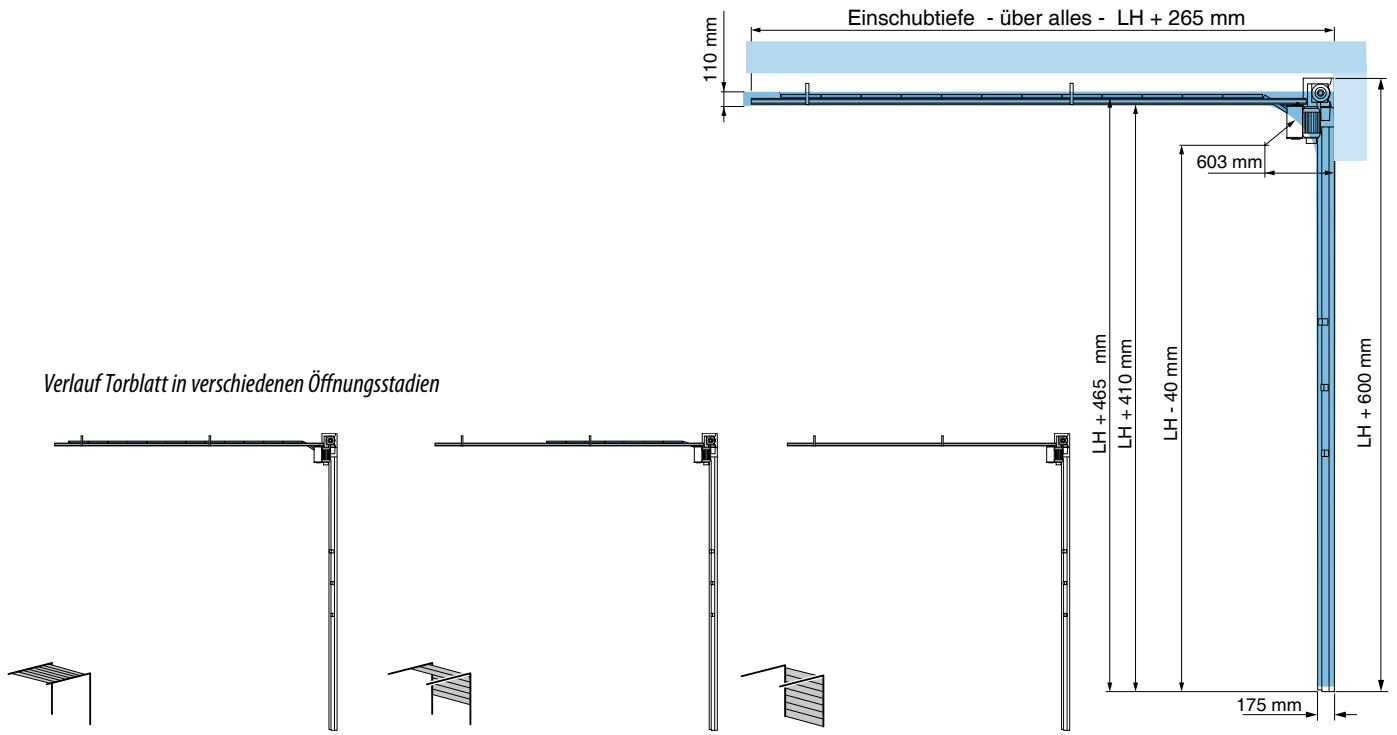 Einschubtiefe - über alles - LH + 265 mm
110 mm
603 mm
LH + 465 mm
LH + 410 mm
LH - 40 mm
LH + 600 mm
175 mm
Verlauf Torblatt in verschiedenen Öffnungsstadien